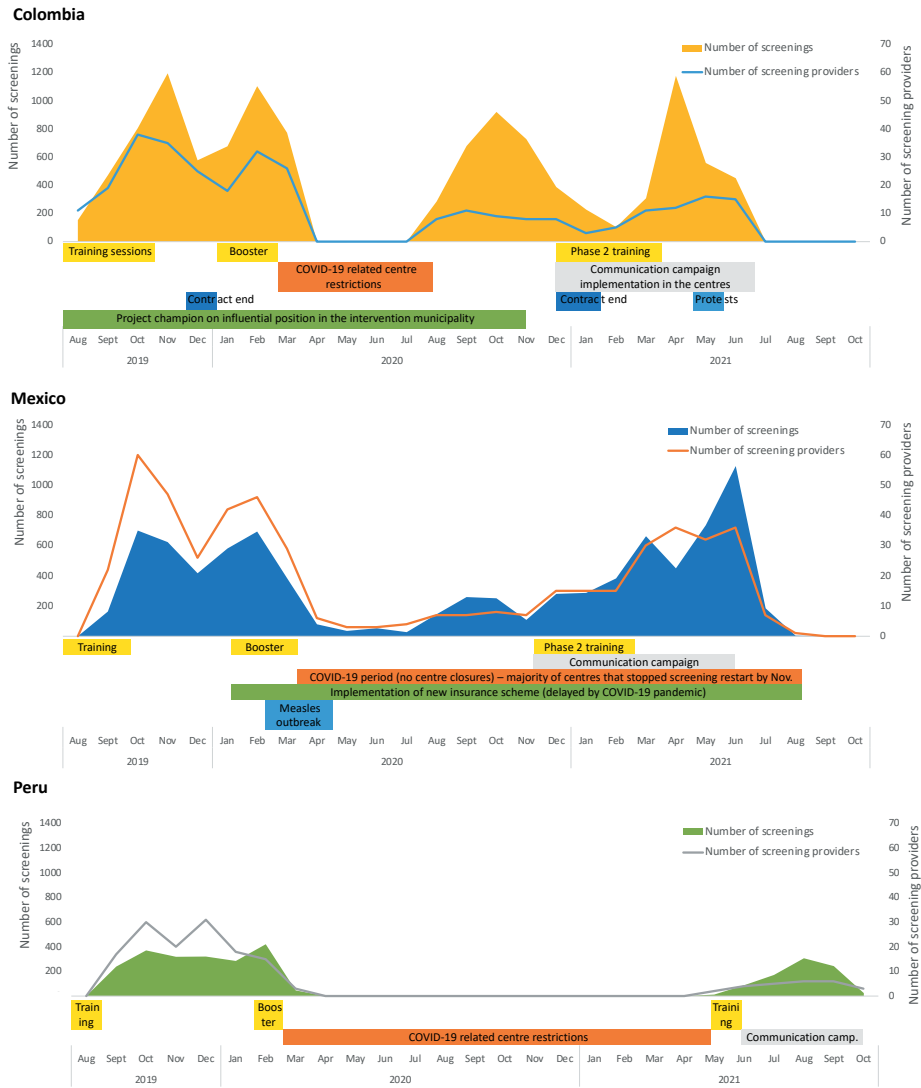 Colombia
1400
1200
1000
800
600
400
200
0
Number of screenings
70
60
50
40
30
20
10
0
Number of screening providers
Number of screenings
Number of screening providers
Training sessions
Booster
Phase 2 training
COVID-19 related centre
restrictions
Communication campaign
implementation in the centres
Contract end
Contract end
Protests
Project champion on influential position in the intervention municipality
Aug Sept Oct Nov Dec Jan Feb Mar Apr May Jun Jul Aug Sept Oct Nov Dec Jan Feb Mar Apr May Jun Jul Aug Sept Oct
2019 2020 2021
Mexico
1400
1200
1000
800
600
400
200
Number of screenings
70
60
50
40
30
20
10
0
Number of screening providers
Number of screenings
Number of screening providers
Training
Booster
Phase 2 training
Communication campaign
COVID-19 period (no centre closures) – majority of centres that stopped screening restart by Nov.
Implementation of new insurance scheme (delayed by COVID-19 pandemic)
Measles
outbreak
Aug Sept Oct Nov Dec Jan Feb Mar Apr May Jun Jul Aug Sept Oct Nov Dec Jan Feb Mar Apr May Jun Jul Aug Sept Oct
2019 2020 2021
Peru
1400
1200
1000
800
600
400
200
Number of screenings
70
60
50
40
30
20
10
0
Number of screening providers
Number of screenings
Number of screening providers
Train
ing
Boos
ter
Traini
ng
COVID-19 related centre restrictions
Communication camp.
Aug Sept Oct Nov Dec Jan Feb Mar Apr May Jun Jul Aug Sept Oct Nov Dec Jan Feb Mar Apr May Jun Jul Aug Sept Oct
2019 2020 2021